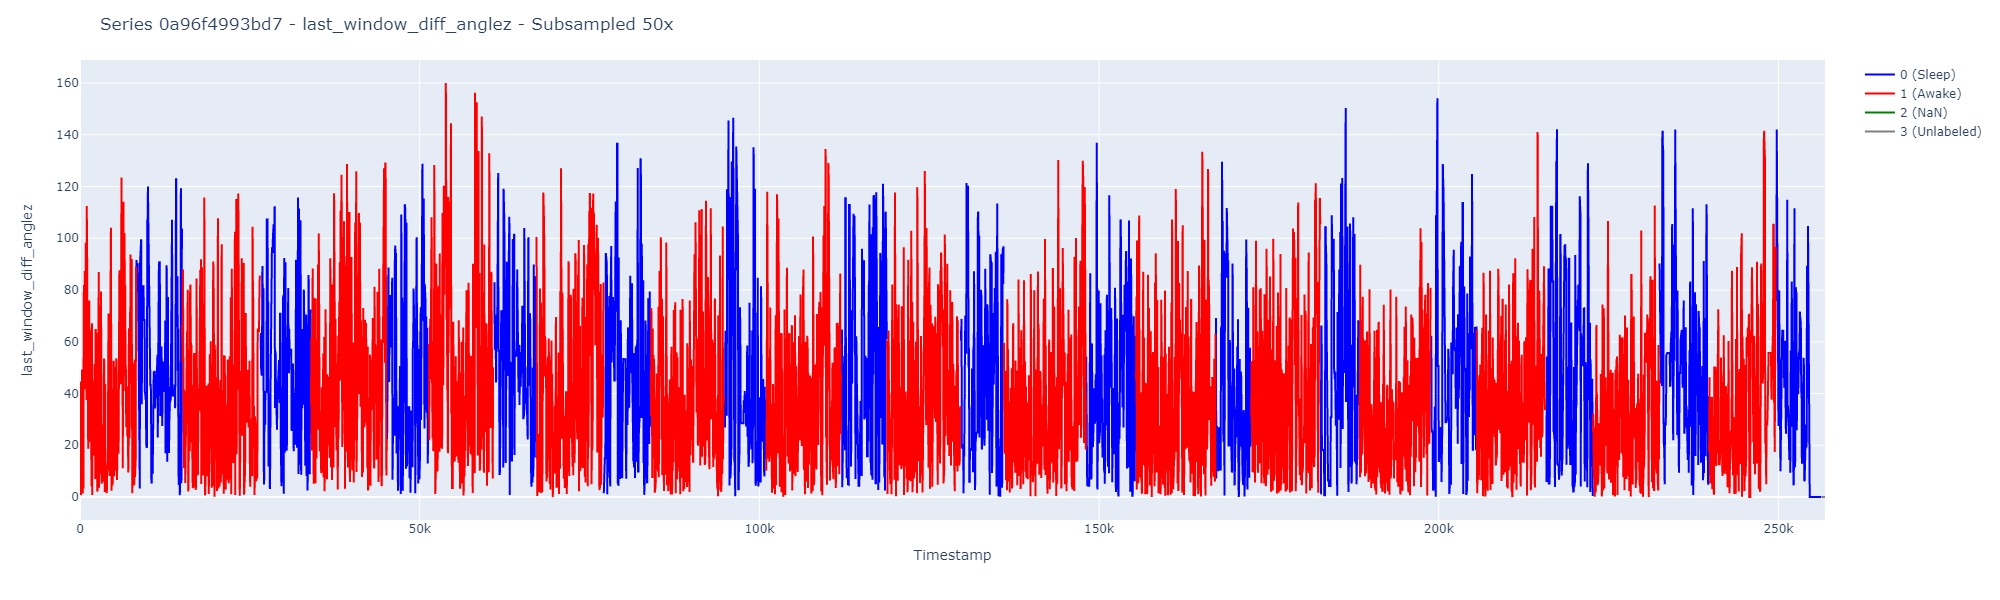 Series 0a96f4993bd7 - last_window_diff_anglez - Subsampled 50x
0 (Sleep)
1 (Awake)
2 (NaN)
3 (Unlabeled)
last_window_diff_anglez
160
140
120
100
80
60
40
20
0
0 50k 100k 150k 200k 250k
Timestamp